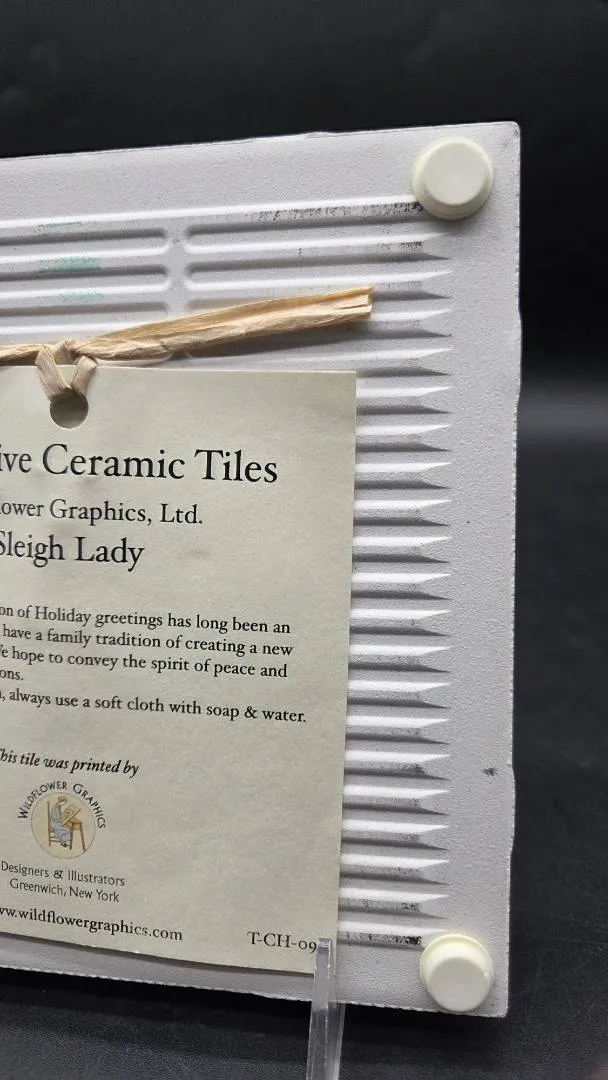 ive Ceramic Tiles
lower Graphics, Ltd.
Sleigh Lady
on of Holiday greetings has long been an
have a family tradition of creating a new
e hope to convey the spirit of peace and
ons.
, always use a soft cloth with soap & water.
his tile was printed by
WILDFLOWER GRAPHICS
Designers & Illustrators
Greenwich, New York
ww.wildflowergraphics.com
T-CH-09